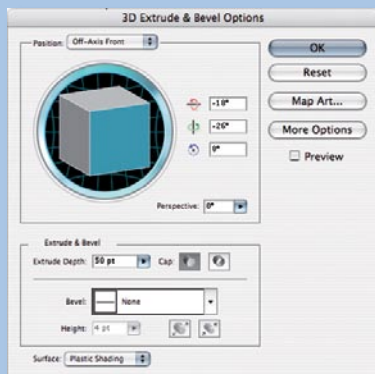 3D Extrude & Bevel Options
Position: Off-Axis Front
OK
Reset
Map Art...
More Options
Preview
-18°
-26°
Perspective: 0°
Extrude & Bevel
Extrude Depth: 50 pt Cap:
Bevel: None
Height: 4 pt
Surface: Plastic Shading